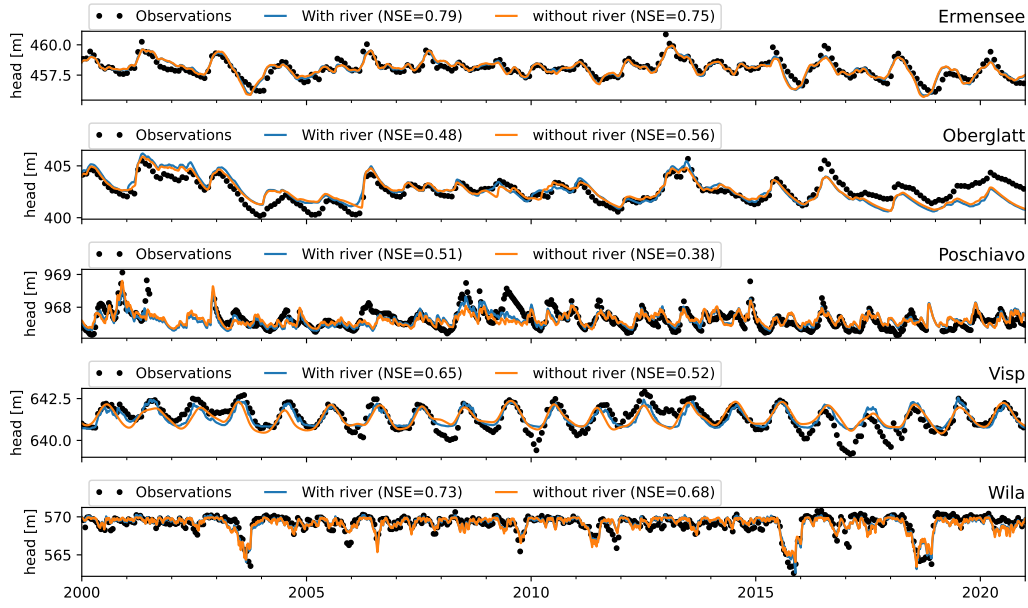 Observations With river (NSE=0.79) without river (NSE=0.75) Ermensee
head [m]
460.0
457.5
Observations With river (NSE=0.48) without river (NSE=0.56) Oberglatt
head [m]
405
400
Observations With river (NSE=0.51) without river (NSE=0.38) Poschiavo
head [m]
969
968
Observations With river (NSE=0.65) without river (NSE=0.52) Visp
head [m]
642.5
640.0
Observations With river (NSE=0.73) without river (NSE=0.68) Wila
head [m]
570
565
2000 2005 2010 2015 2020